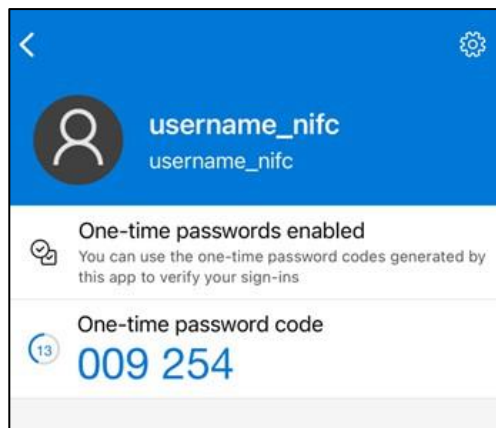 username_nifc
username_nifc
One-time passwords enabled
You can use the one-time password codes generated by
this app to verify your sign-ins
One-time password code
13
009 254